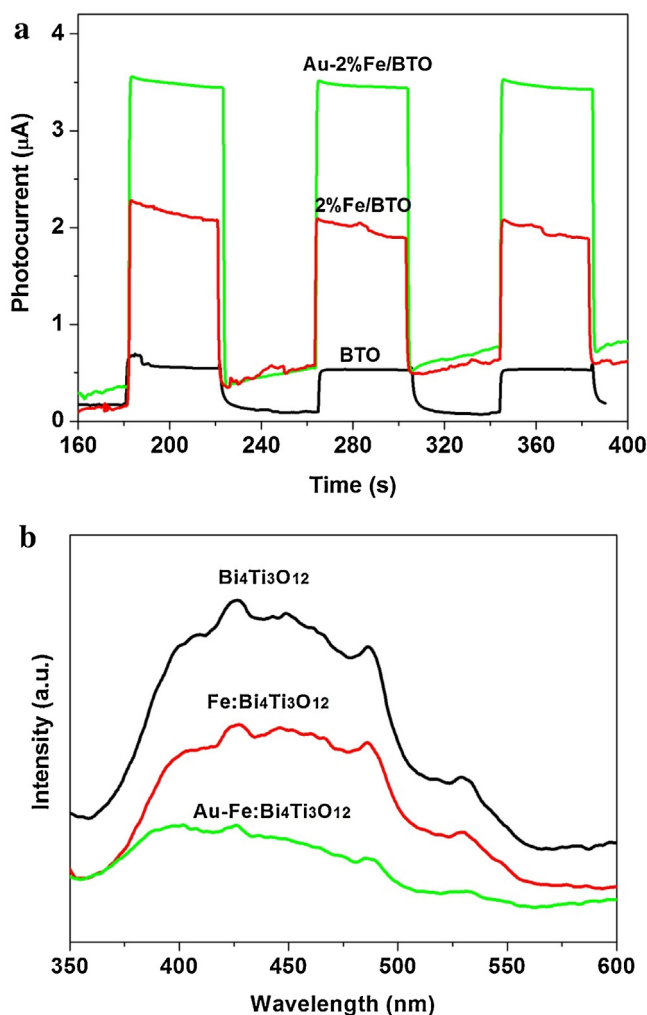 a
4
3
2
1
0
Photocurrent (μA)
Au-2%Fe/BTO
2%Fe/BTO
BTO
160 200 240 280 320 360 400
Time (s)
b
Intensity (a.u.)
Bi4Ti3O12
Fe:Bi4Ti3O12
Au-Fe:Bi4Ti3O12
350 400 450 500 550 600
Wavelength (nm)